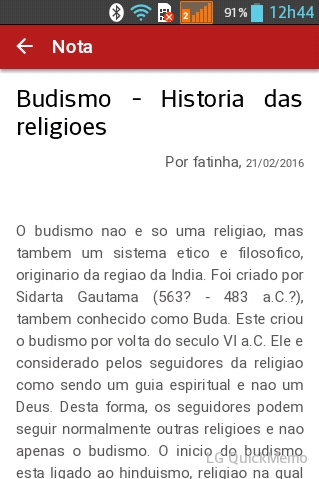 91% 12h44
Nota
Budismo - Historia das
religioes
Por fatinha, 21/02/2016
O budismo nao e so uma religiao, mas
tambem um sistema etico e filosofico,
originario da regiao da India. Foi criado por
Sidarta Gautama (563? - 483 a.C.?),
tambem conhecido como Buda. Este criou
o budismo por volta do seculo VI a.C. Ele e
considerado pelos seguidores da religiao
como sendo um guia espiritual e nao um
Deus. Desta forma, os seguidores podem
seguir normalmente outras religioes e nao
apenas o budismo. O inicio do budismo
LG QuickMemo
esta ligado ao hinduismo, religiao na qual